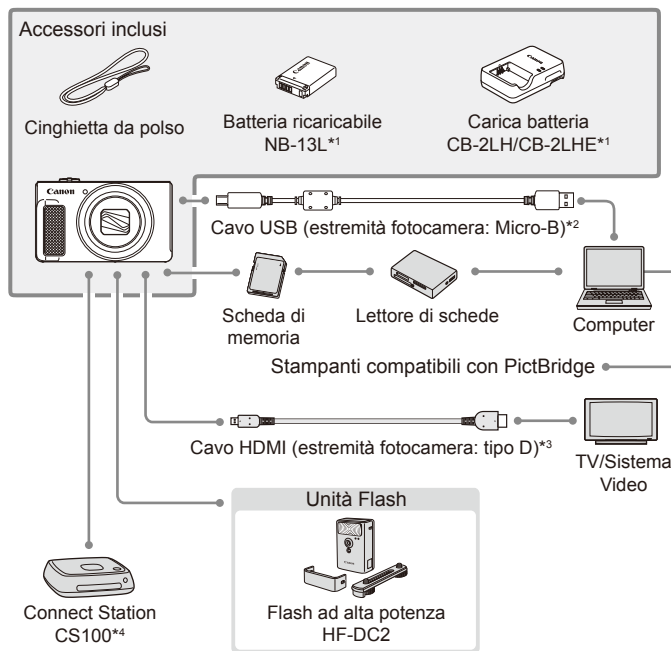 Accessori inclusi
Cinghietta da polso
Batteria ricaricabile
NB-13L*1
Carica batteria
CB-2LH/CB-2LHE*1
Canon
Cavo USB (estremità fotocamera: Micro-B)*2
Scheda di
memoria
Lettore di schede
Computer
Stampanti compatibili con PictBridge
Cavo HDMI (estremità fotocamera: tipo D)*3
TV/Sistema
Video
Unità Flash
Flash ad alta potenza
HF-DC2
Connect Station
CS100*4